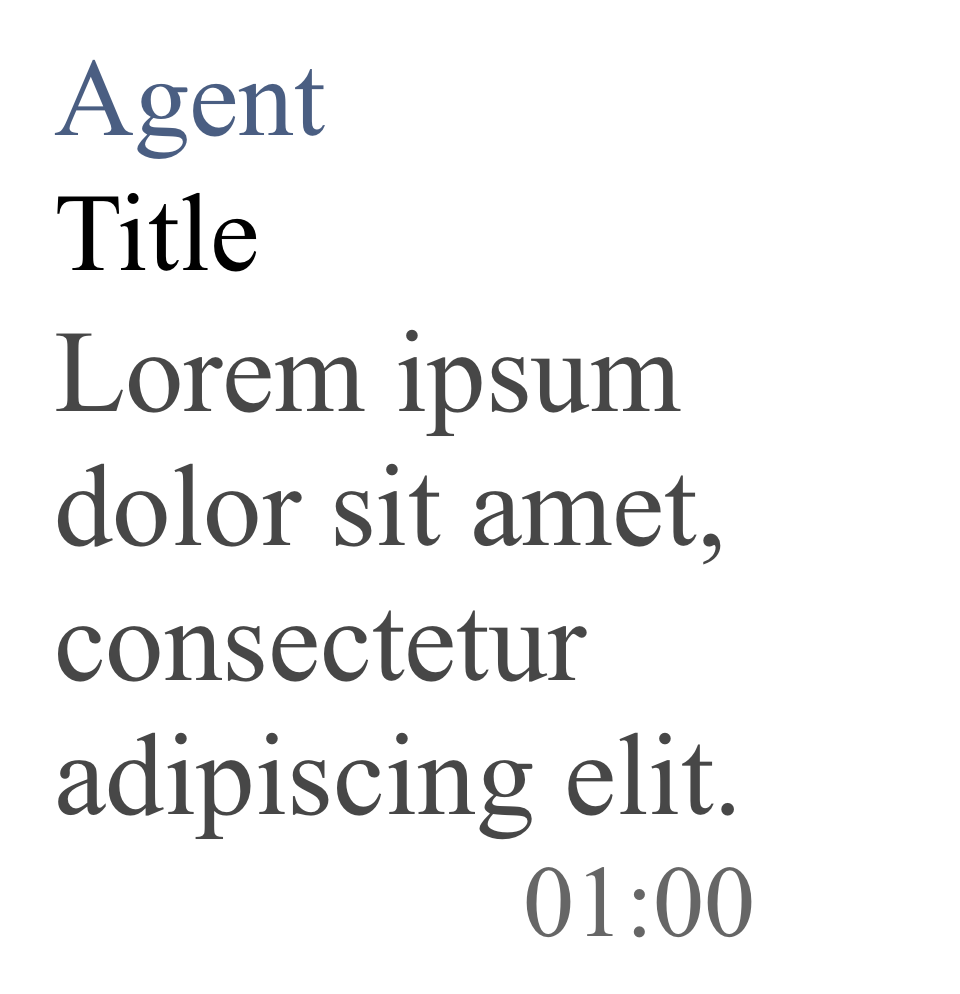 Agent
Title
Lorem ipsum
dolor sit amet,
consectetur
adipiscing elit.
01:00